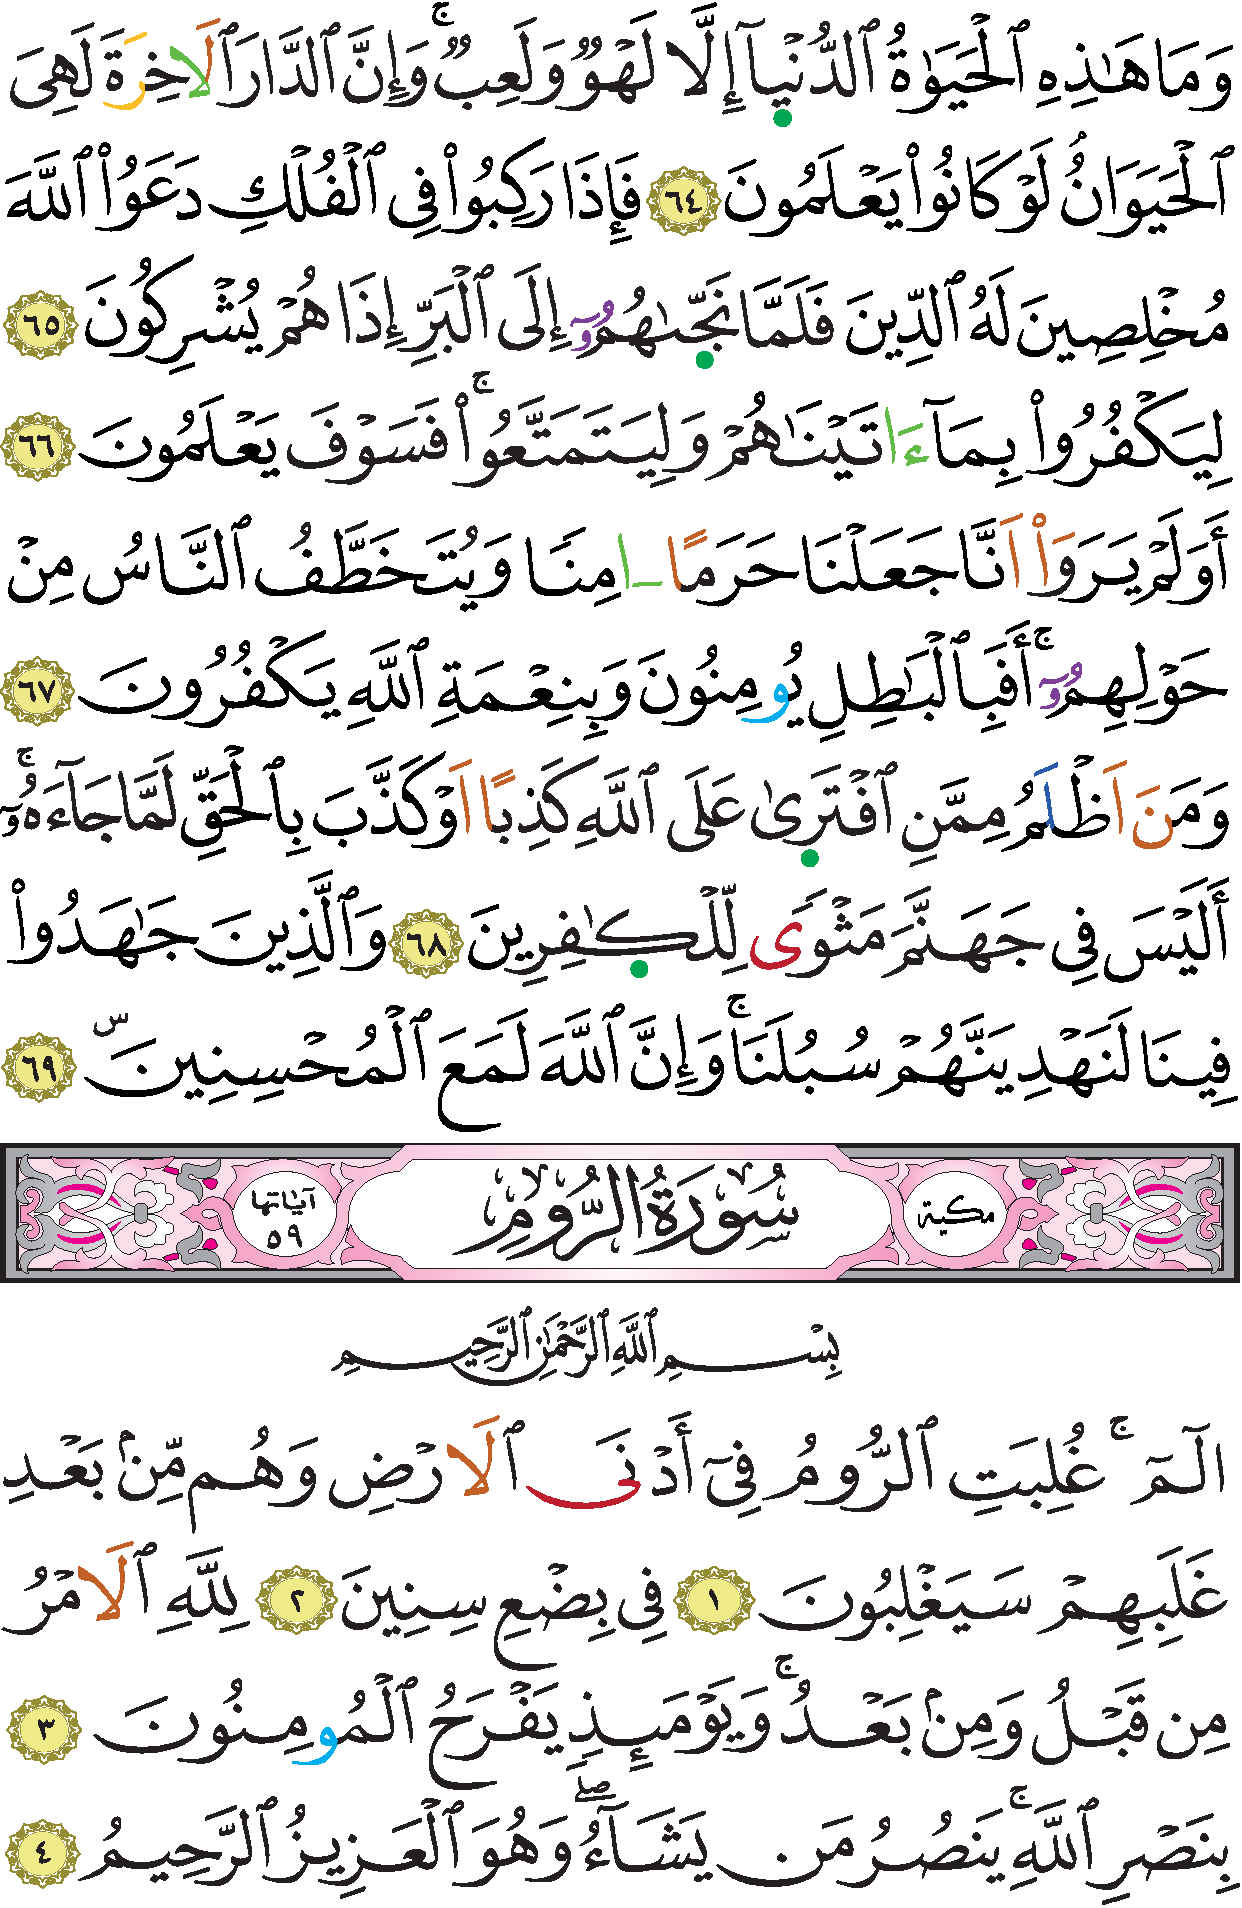 وَمَا هَٰذِهِ ٱلْحَيَوٰةُ ٱلدُّنْيَآ إِلَّا لَهْوٌ وَلَعِبٌ ۚ وَإِنَّ ٱلدَّارَ ٱلَاخِرَةَ لَهِىَ
ٱلْحَيَوَانُ لَوْ كَانُوا۟ يَعْلَمُونَ ٦٤ فَإِذَا رَكِبُوا۟ فِى ٱلْفُلْكِ دَعَوُا۟ ٱللَّهَ
مُخْلِصِينَ لَهُ ٱلدِّينَ فَلَمَّا نَجَّىٰهُمُۥٓ إِلَى ٱلْبَرِّ إِذَا هُمْ يُشْرِكُونَ ٦٥
لِيَكْفُرُوا۟ بِمَآ ءَاتَيْنَٰهُمْ وَلِيَتَمَتَّعُوا۟ ۚ فَسَوْفَ يَعْلَمُونَ ٦٦
أَوَلَمْ يَرَوَا۟ اَنَّا جَعَلْنَا حَرَمًا ـا مِنَا وَيُتَخَطَّفُ ٱلنَّاسُ مِنْ
حَوْلِهِمُۥٓ ۚ أَفَبِٱلْبَٰطِلِ يُومِنُونَ وَبِنِعْمَةِ ٱللَّهِ يَكْفُرُونَ ٦٧
وَمَنَ اَظْلَمُ مِمَّنِ ٱفْتَرَىٰ عَلَى ٱللَّهِ كَذِبًا اَوْ كَذَّبَ بِٱلْحَقِّ لَمَّا جَآءَهُۥٓ ۚ
أَلَيْسَ فِى جَهَنَّمَ مَثْوًى لِّلْكَٰفِرِينَ ٦٨ وَٱلَّذِينَ جَٰهَدُوا۟
فِينَا لَنَهْدِيَنَّهُمْ سُبُلَنَا ۚ وَإِنَّ ٱللَّهَ لَمَعَ ٱلْمُحْسِنِينَ س ٦٩
مكية سُورَةُ الرُّومِ آياتها ٥٩
بِسْمِ ٱللَّهِ ٱلرَّحْمَٰنِ ٱلرَّحِيمِ
الٓمٓ ۚ غُلِبَتِ ٱلرُّومُ فِىٓ أَدْنَى ٱلَارْضِ وَهُم مِّنۢ بَعْدِ
غَلَبِهِمْ سَيَغْلِبُونَ ١ فِى بِضْعِ سِنِينَ ٢ لِلَّهِ ٱلَامْرُ
مِن قَبْلُ وَمِنۢ بَعْدُ ۚ وَيَوْمَئِذٍ يَفْرَحُ ٱلْمُومِنُونَ ٣
بِنَصْرِ ٱللَّهِ ۚ يَنصُرُ مَن يَشَآءُ ۖ وَهُوَ ٱلْعَزِيزُ ٱلرَّحِيمُ ٤